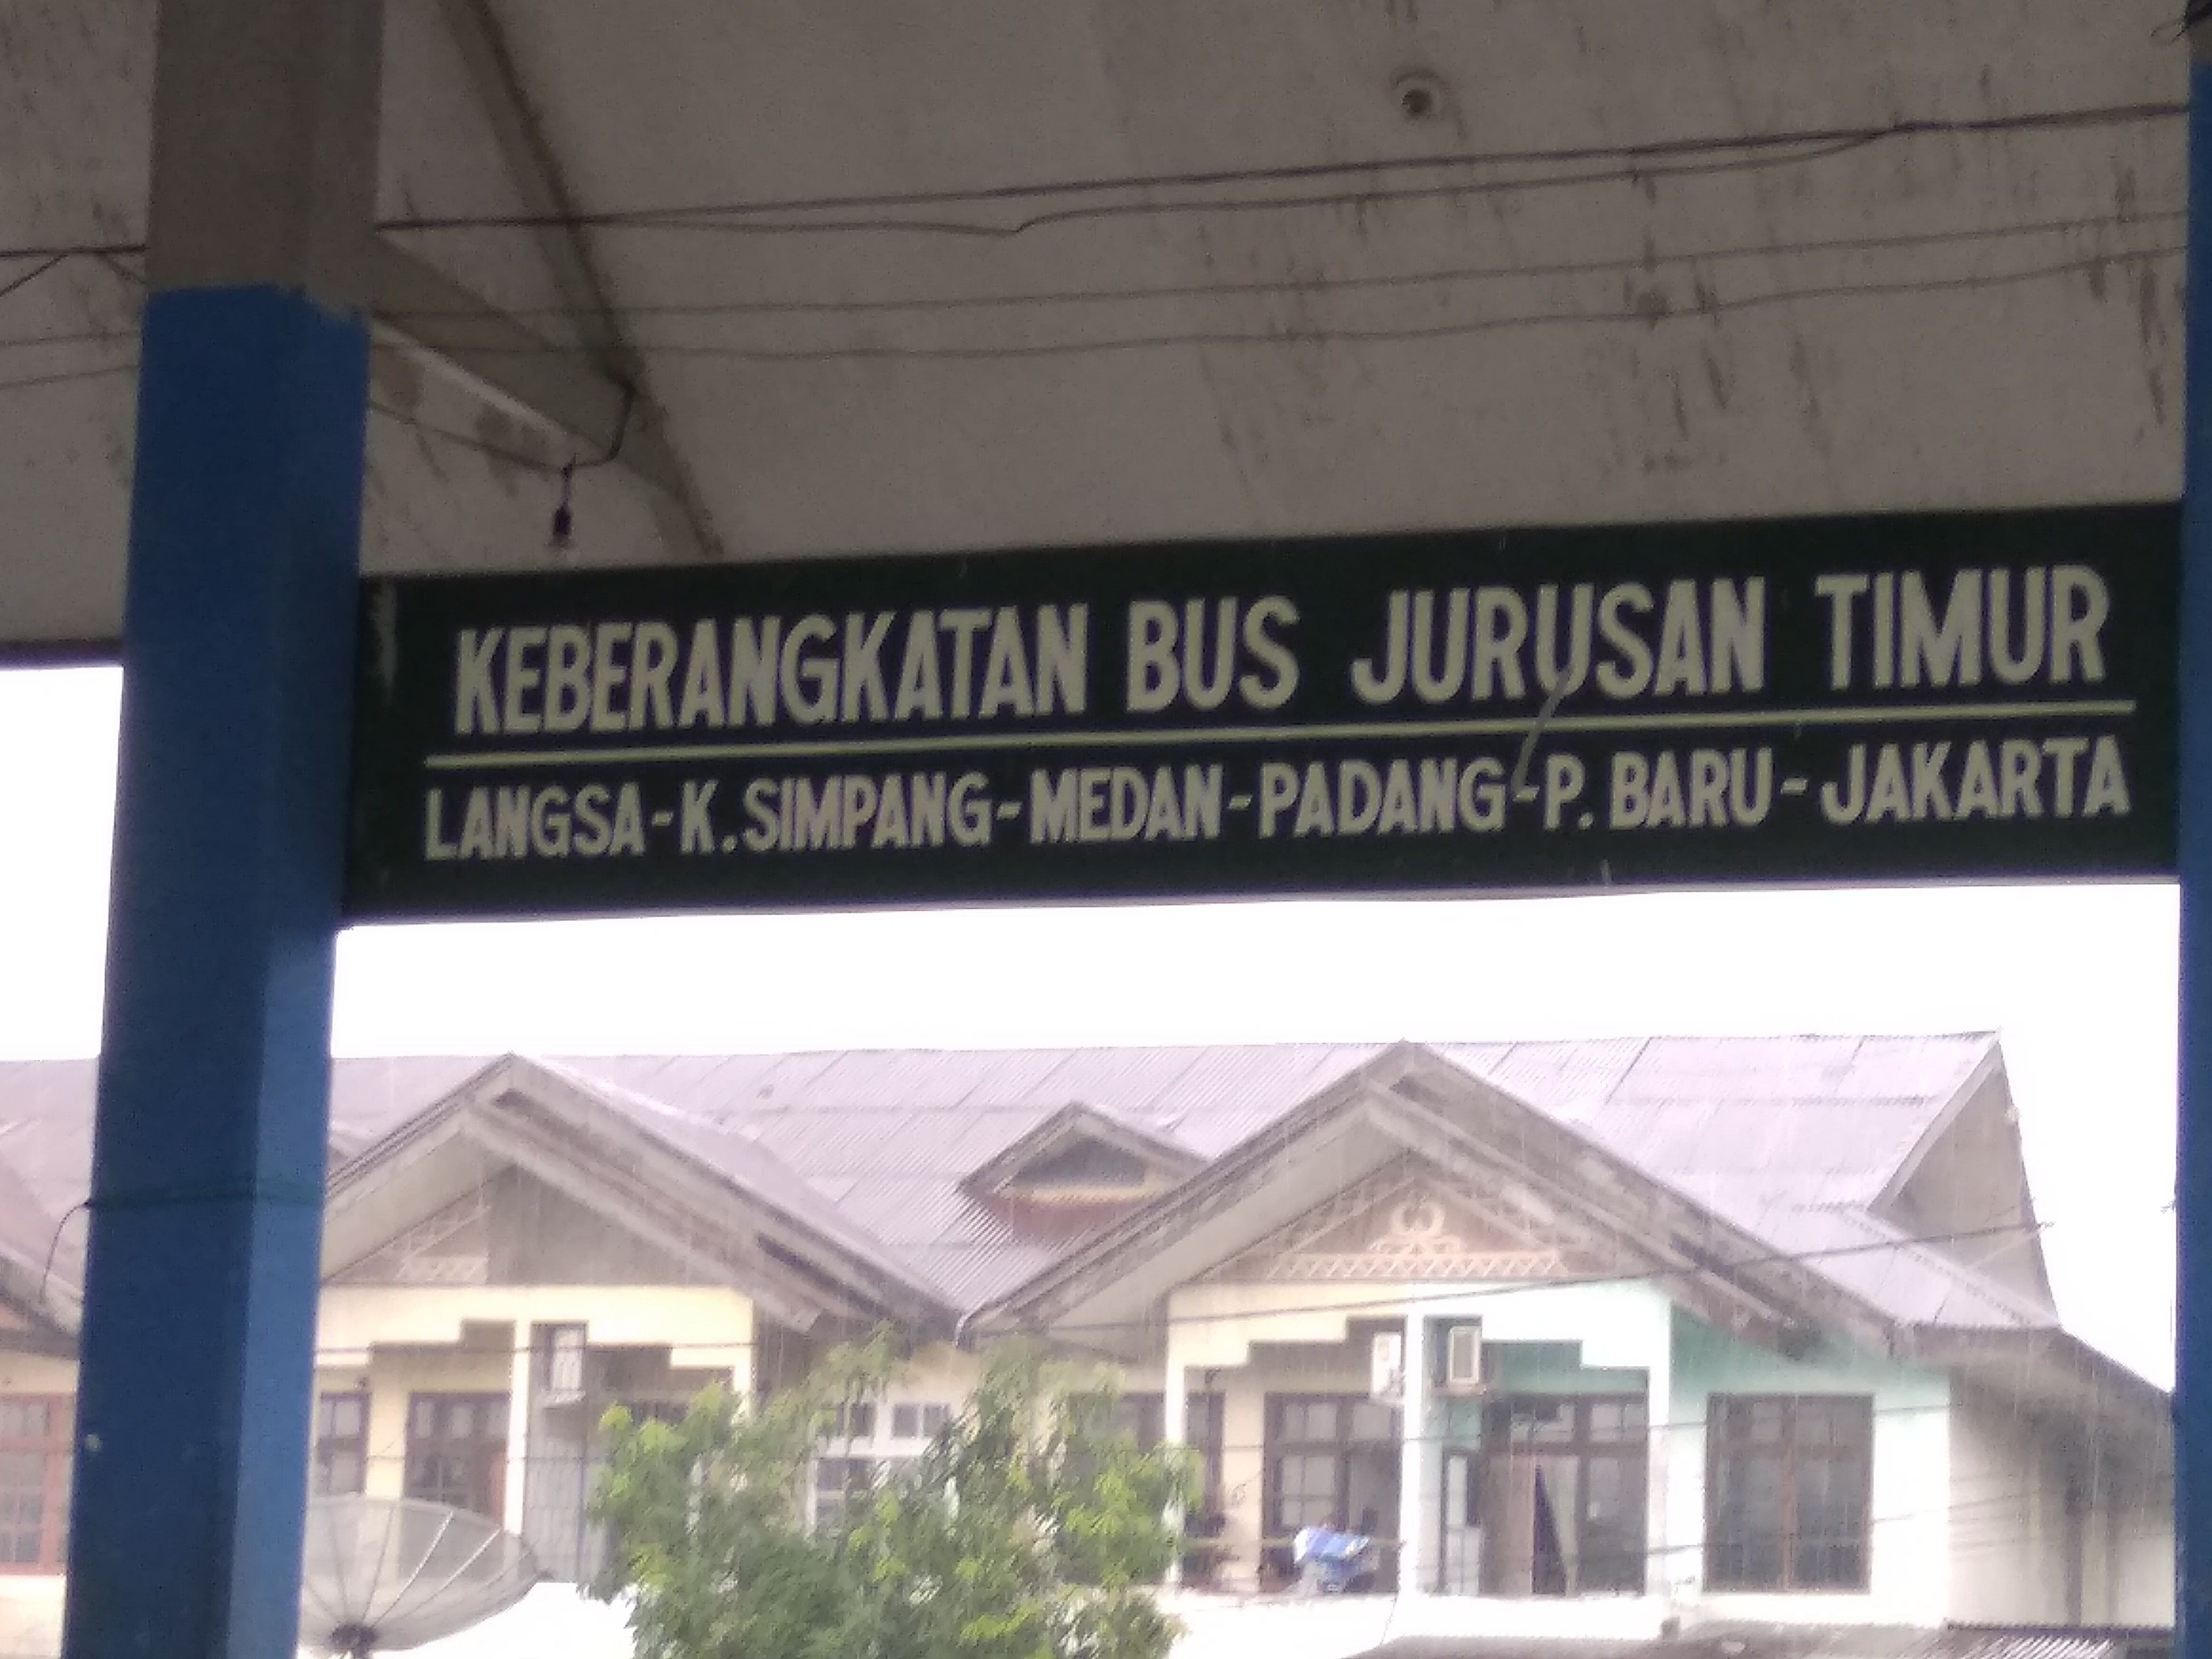 KEBERANGKATAN BUS JURUSAN TIMUR
LANGSA-K.SIMPANG-MEDAN-PADANG-P. BARU-JAKARTA